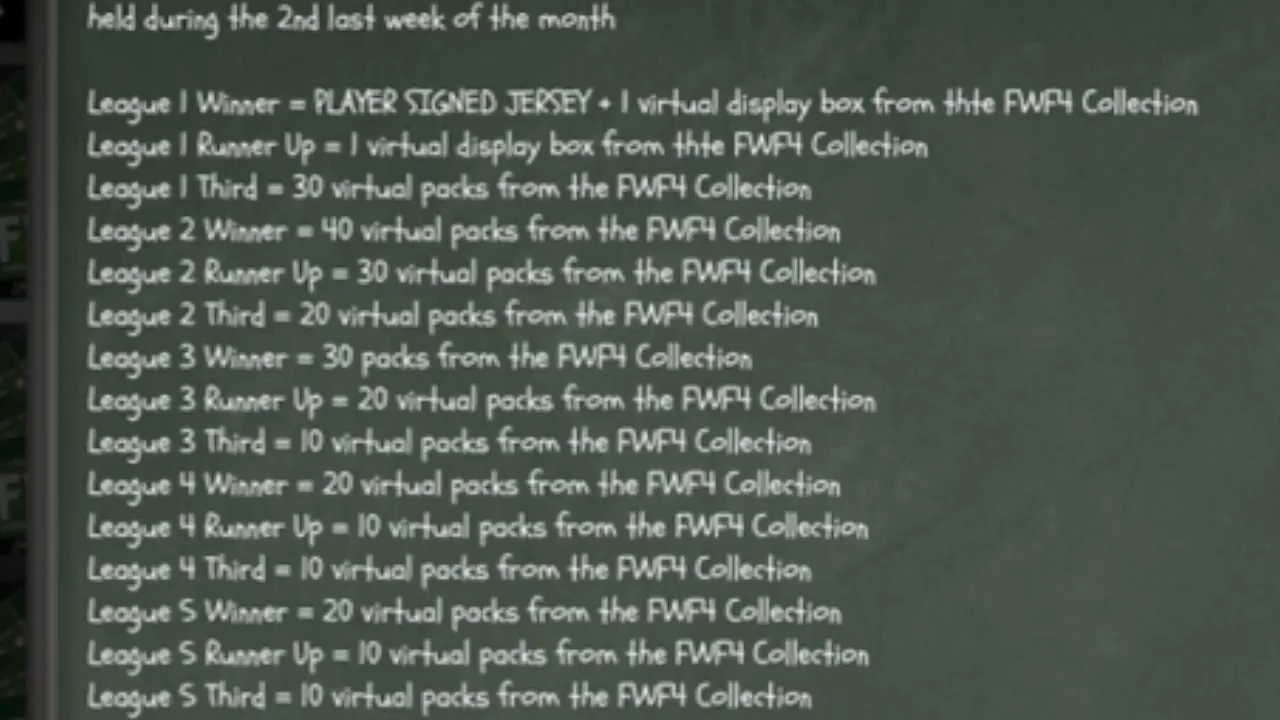 held during the 2nd last week of the month
League 1 Winner = PLAYER SIGNED JERSEY + 1 virtual display box from thte FWF4 Collection
League 1 Runner Up = 1 virtual display box from thte FWF4 Collection
League 1 Third = 30 virtual packs from the FWF4 Collection
League 2 Winner = 40 virtual packs from the FWF4 Collection
League 2 Runner Up = 30 virtual packs from the FWF4 Collection
League 2 Third = 20 virtual packs from the FWF4 Collection
League 3 Winner = 30 packs from the FWF4 Collection
League 3 Runner Up = 20 virtual packs from the FWF4 Collection
League 3 Third = 10 virtual packs from the FWF4 Collection
League 4 Winner = 20 virtual packs from the FWF4 Collection
League 4 Runner Up = 10 virtual packs from the FWF4 Collection
League 4 Third = 10 virtual packs from the FWF4 Collection
League 5 Winner = 20 virtual packs from the FWF4 Collection
League 5 Runner Up = 10 virtual packs from the FWF4 Collection
League 5 Third = 10 virtual packs from the FWF4 Collection